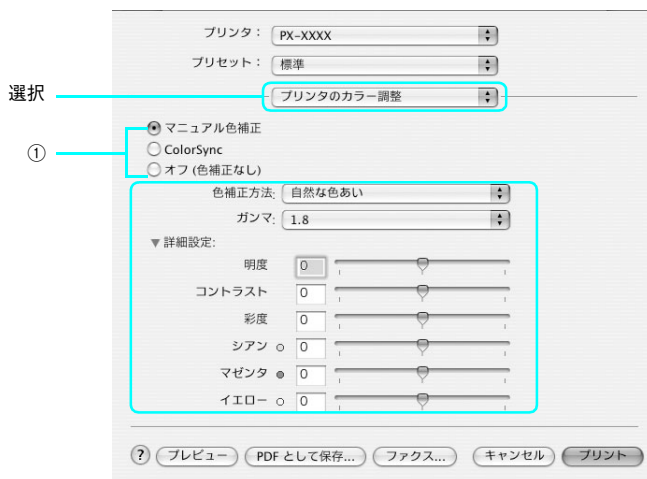 プリンタ： PX-XXXX
プリセット： 標準
選択 プリンタのカラー調整
マニュアル色補正
① ColorSync
オフ (色補正なし)
色補正方法: 自然な色あい
ガンマ: 1.8
▼詳細設定:
明度 0
コントラスト 0
彩度 0
シアン 0
マゼンタ 0
イエロー 0
? プレビュー PDF として保存... ファクス... キャンセル プリント